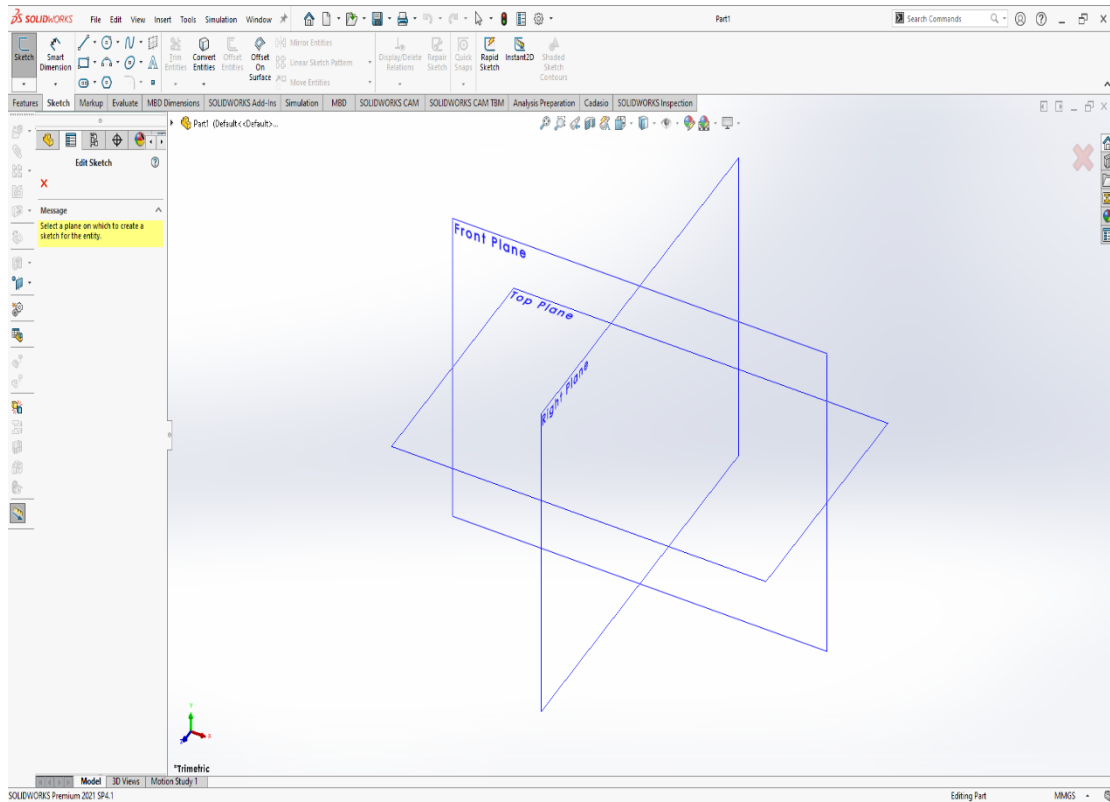 SOLIDWORKS File Edit View Insert Tools Simulation Window Part1 Search Commands
Sketch Smart Dimension Trim Entities Convert Entities Offset Entities Offset On Surface Mirror Entities Linear Sketch Pattern Move Entities Display/Delete Relations Repair Sketch Quick Snaps Rapid Sketch Instant2D Shaded Sketch Contours
Features Sketch Markup Evaluate MBD Dimensions SOLIDWORKS Add-Ins Simulation MBD SOLIDWORKS CAM SOLIDWORKS CAM TBM Analysis Preparation Cadasio SOLIDWORKS Inspection
Part1 (Default<<Default>...
Edit Sketch
Message
Select a plane on which to create a
sketch for the entity.
Front Plane
Top Plane
Right Plane
*Trimetric
Model 3D Views Motion Study 1
SOLIDWORKS Premium 2021 SP4.1 Editing Part MMGS